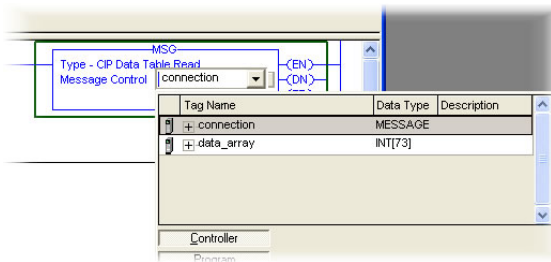 MSG
Type - CIP Data Table Read
Message Control connection
(EN)
(DN)
Tag Name Data Type Description
connection MESSAGE
data_array INT[73]
Controller
Program